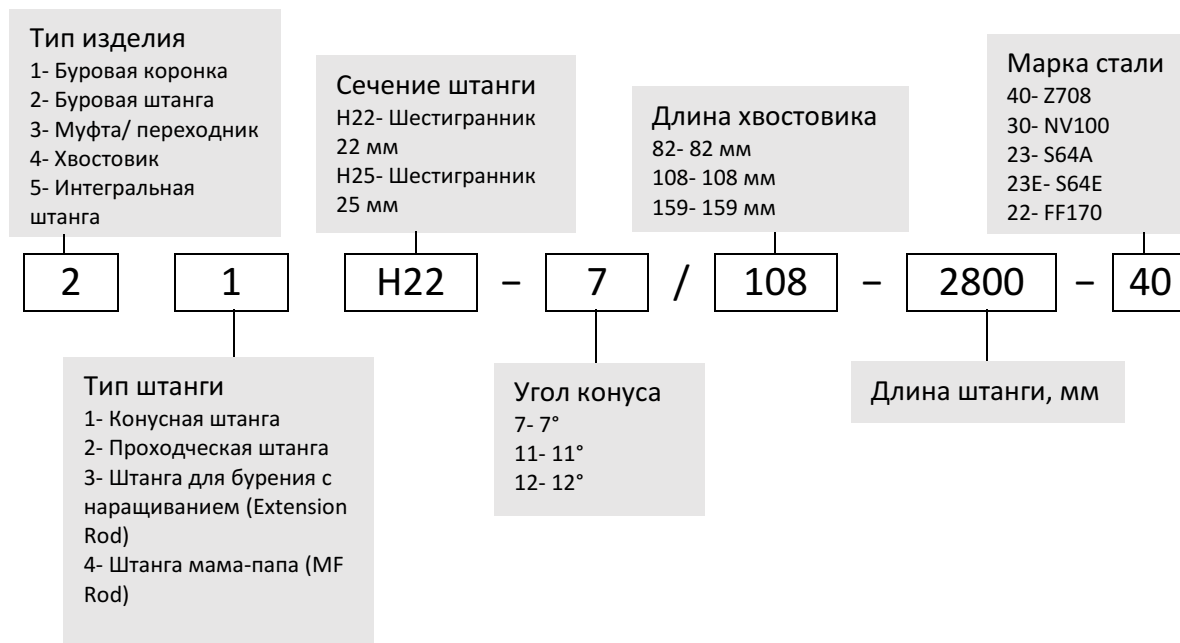 Тип изделия
1- Буровая коронка
2- Буровая штанга
3- Муфта/ переходник
4- Хвостовик
5- Интегральная
штанга
Сечение штанги
H22- Шестигранник
22 мм
H25- Шестигранник
25 мм
Длина хвостовика
82- 82 мм
108- 108 мм
159- 159 мм
Марка стали
40- Z708
30- NV100
23- S64A
23E- S64E
22- FF170
2 1 H22 – 7 / 108 – 2800 – 40
Тип штанги
1- Конусная штанга
2- Проходческая штанга
3- Штанга для бурения с
наращиванием (Extension
Rod)
4- Штанга мама-папа (MF
Rod)
Угол конуса
7- 7°
11- 11°
12- 12°
Длина штанги, мм